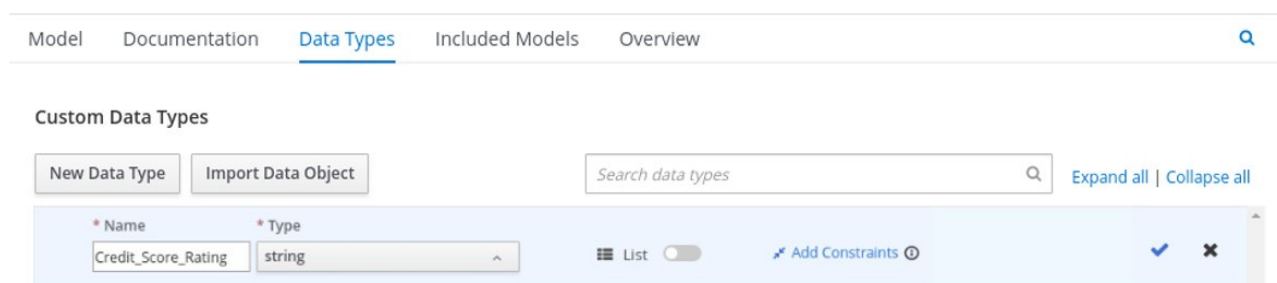 Model Documentation Data Types Included Models Overview
Custom Data Types
New Data Type Import Data Object Search data types Expand all | Collapse all
* Name * Type
Credit_Score_Rating string List Add Constraints